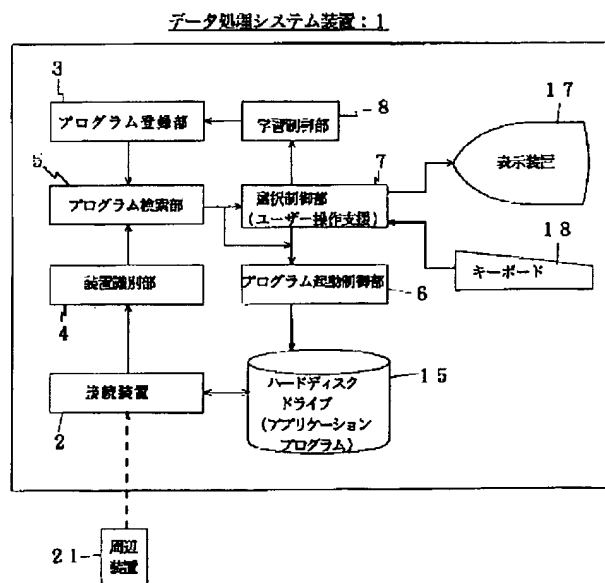 データ処理システム装置：1
3
プログラム登録部
学習制御部
8
17
表示装置
5
プログラム検索部
7
選択制御部
(ユーザー操作支援)
18
キーボード
装置識別部
4
プログラム起動制御部
6
接続装置
2
ハードディスク
ドライブ
(アプリケーション
プログラム)
15
21
周辺
装置